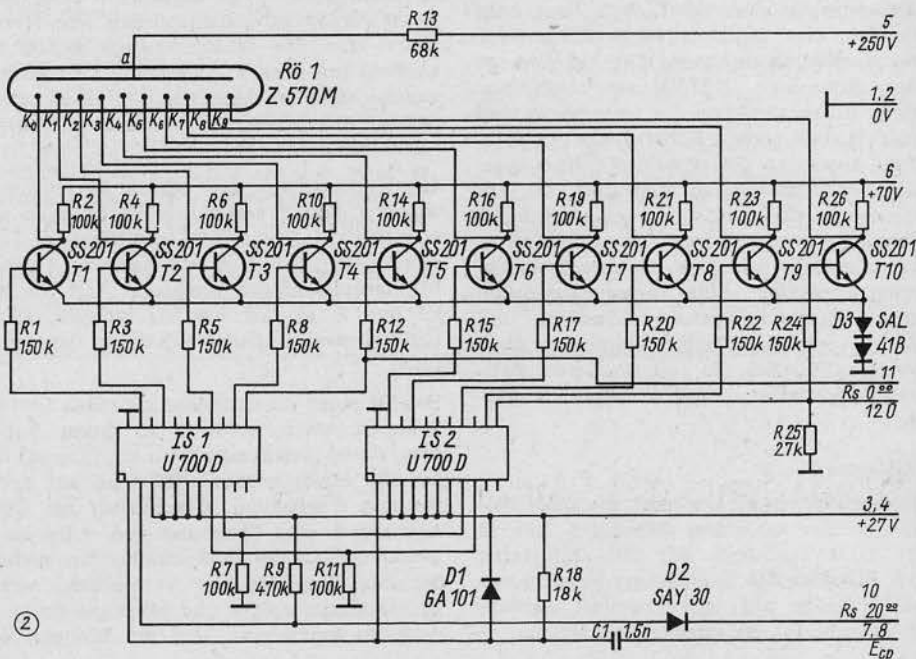 R13
68k
5
+250V
a
Rö 1
Z 570M
1,2
0V
K0 K1 K2 K3 K4 K5 K6 K7 K8 K9
6
+70V
R2
100k
R4
100k
R6
100k
R10
100k
R14
100k
R16
100k
R19
100k
R21
100k
R23
100k
R26
100k
SS201
T1
SS201
T2
SS201
T3
SS201
T4
SS201
T5
SS201
T6
SS201
T7
SS201
T8
SS201
T9
SS201
T10
R1
150k
R3
150k
R5
150k
R8
150k
R12
150k
R15
150k
R17
150k
R20
150k
R22
150k
R24
150k
D3 SAL
41B
11
Rs 0⁰⁰
12 0
IS 1
U 700 D
IS 2
U 700 D
R25
2,7k
3,4
+27V
R7
100k
R9
470k
R11
100k
D1
GA 101
R18
18k
D2
SAY 30
10
Rs 20⁰⁰
C1 1,5n
7, 8
ECD
2